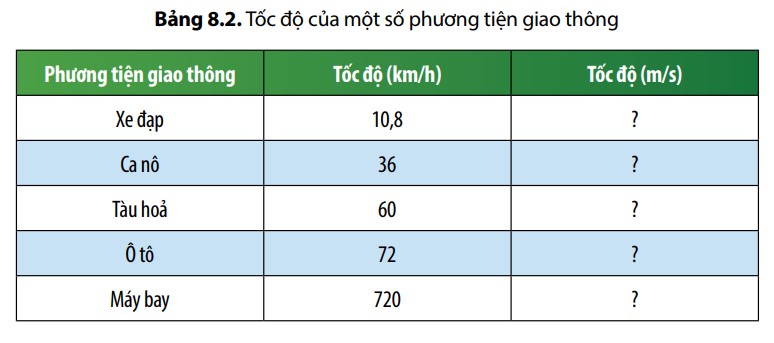 Bảng 8.2. Tốc độ của một số phương tiện giao thông
Phương tiện giao thông Tốc độ (km/h) Tốc độ (m/s)
Xe đạp 10,8 ?
Ca nô 36 ?
Tàu hoả 60 ?
Ô tô 72 ?
Máy bay 720 ?